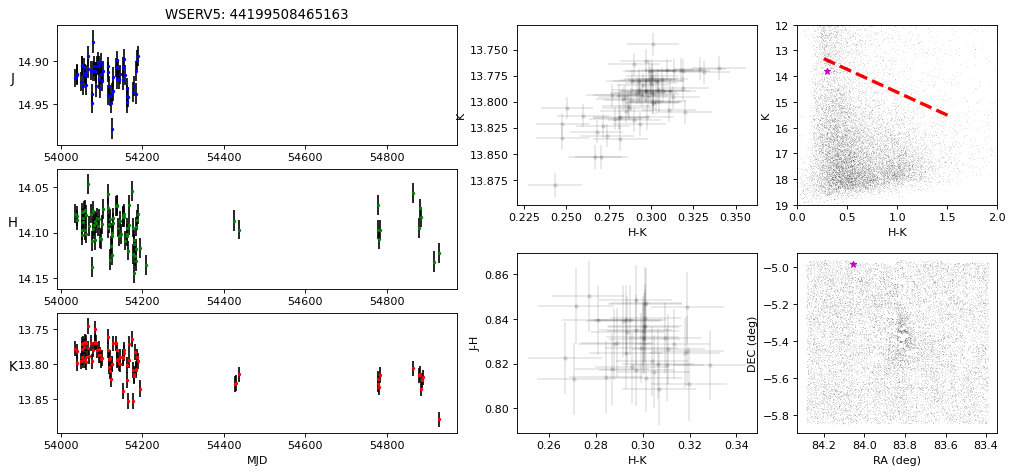 WSERV5: 44199508465163
J
14.90
14.95
54000 54200 54400 54600 54800
H
14.05
14.10
14.15
54000 54200 54400 54600 54800
K
13.75
13.80
13.85
54000 54200 54400 54600 54800
MJD
K
13.750
13.775
13.800
13.825
13.850
13.875
0.225 0.250 0.275 0.300 0.325 0.350
H-K
K
12
13
14
15
16
17
18
19
0.0 0.5 1.0 1.5 2.0
H-K
J-H
0.86
0.84
0.82
0.80
0.26 0.28 0.30 0.32 0.34
H-K
DEC (deg)
−5.0
−5.2
−5.4
−5.6
−5.8
84.2 84.0 83.8 83.6 83.4
RA (deg)